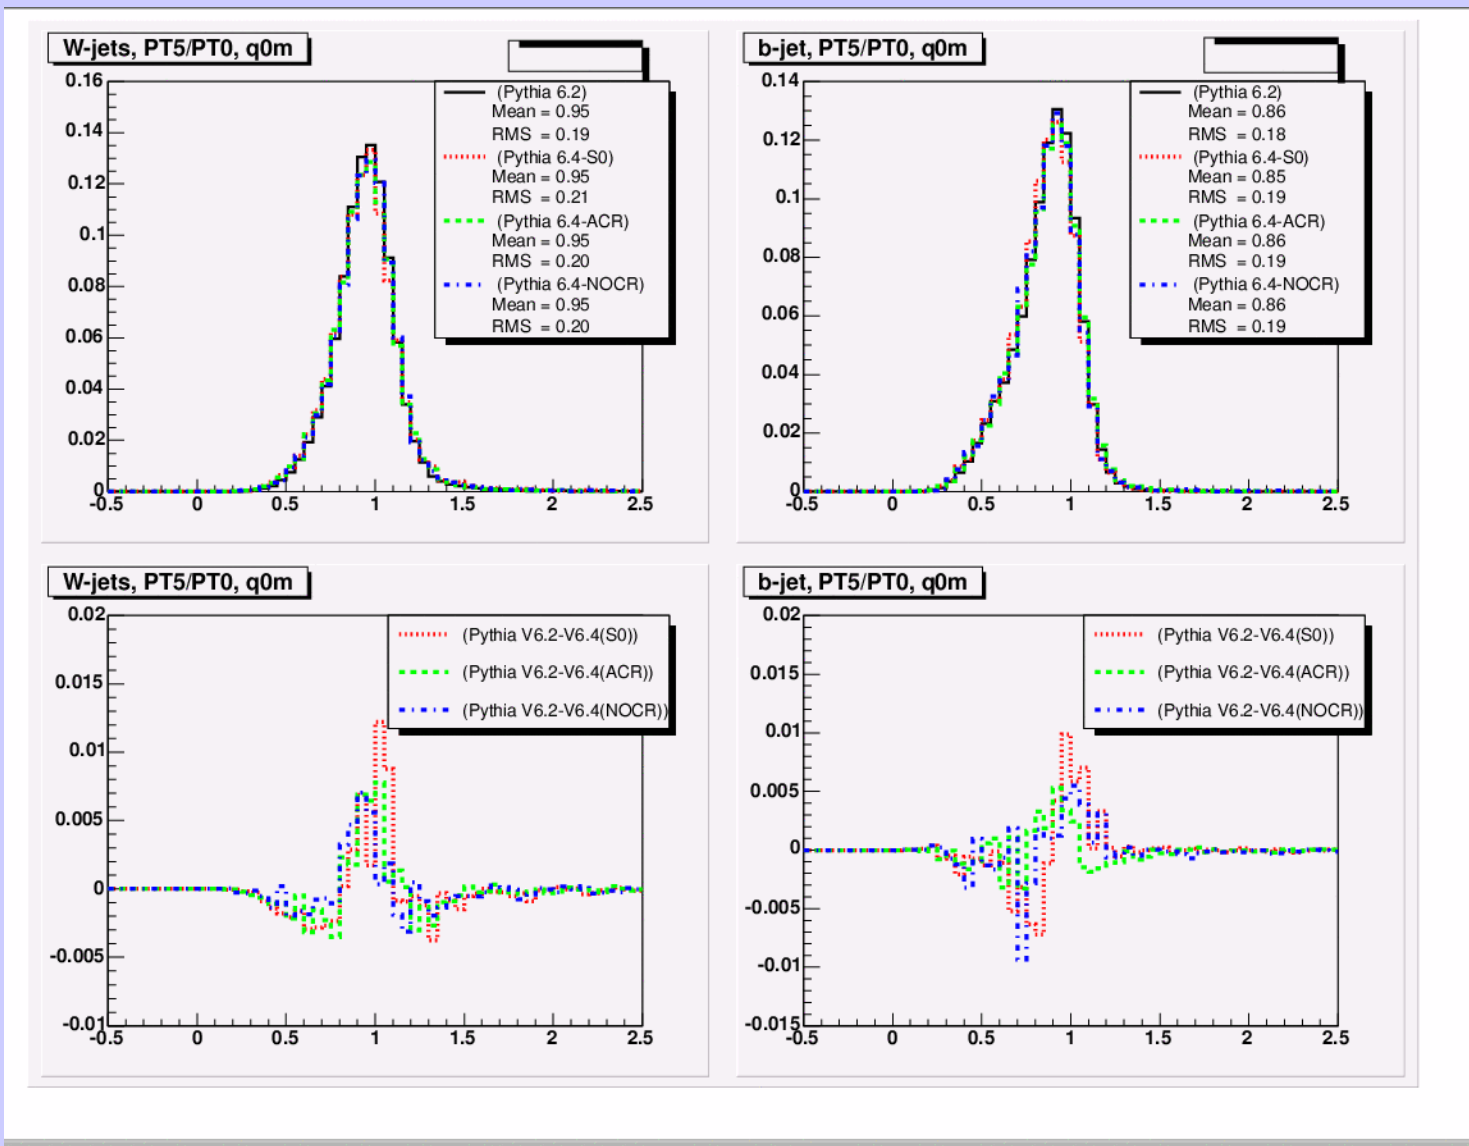 W-jets, PT5/PT0, q0m
0.16
0.14
0.12
0.1
0.08
0.06
0.04
0.02
0
-0.5 0 0.5 1 1.5 2 2.5
(Pythia 6.2)
Mean = 0.95
RMS = 0.19
(Pythia 6.4-S0)
Mean = 0.95
RMS = 0.21
(Pythia 6.4-ACR)
Mean = 0.95
RMS = 0.20
(Pythia 6.4-NOCR)
Mean = 0.95
RMS = 0.20
b-jet, PT5/PT0, q0m
0.14
0.12
0.1
0.08
0.06
0.04
0.02
0
-0.5 0 0.5 1 1.5 2 2.5
(Pythia 6.2)
Mean = 0.86
RMS = 0.18
(Pythia 6.4-S0)
Mean = 0.85
RMS = 0.19
(Pythia 6.4-ACR)
Mean = 0.86
RMS = 0.19
(Pythia 6.4-NOCR)
Mean = 0.86
RMS = 0.19
W-jets, PT5/PT0, q0m
0.02
0.015
0.01
0.005
0
-0.005
-0.01
-0.5 0 0.5 1 1.5 2 2.5
(Pythia V6.2-V6.4(S0))
(Pythia V6.2-V6.4(ACR))
(Pythia V6.2-V6.4(NOCR))
b-jet, PT5/PT0, q0m
0.02
0.015
0.01
0.005
0
-0.005
-0.01
-0.015
-0.5 0 0.5 1 1.5 2 2.5
(Pythia V6.2-V6.4(S0))
(Pythia V6.2-V6.4(ACR))
(Pythia V6.2-V6.4(NOCR))